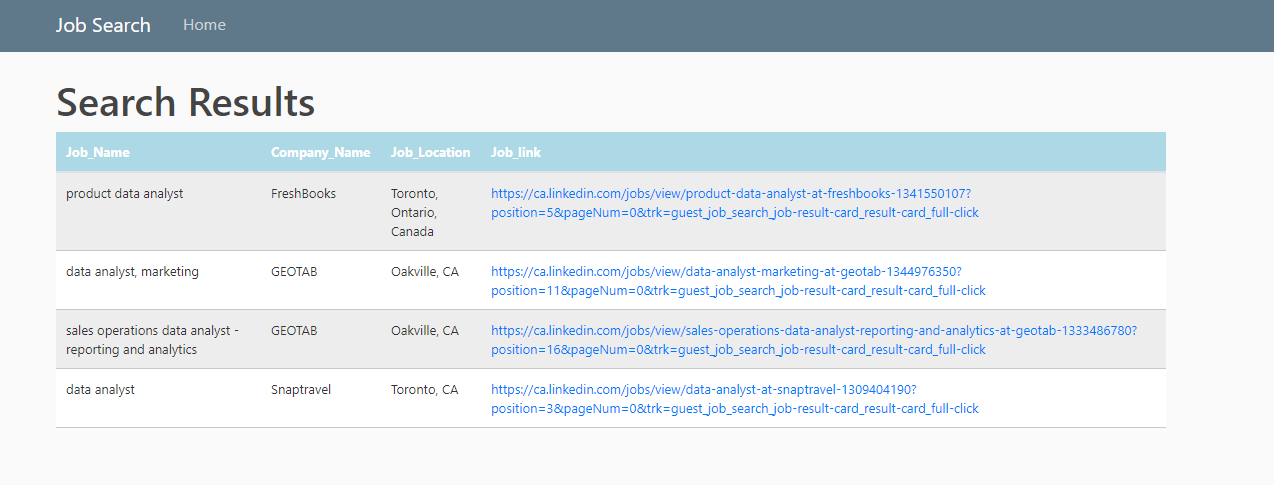 Job Search Home
Search Results
Job_Name Company_Name Job_Location Job_link
product data analyst FreshBooks Toronto, https://ca.linkedin.com/jobs/view/product-data-analyst-at-freshbooks-1341550107?
Ontario, position=5&pageNum=0&trk=guest_job_search_job-result-card_result-card_full-click
Canada
data analyst, marketing GEOTAB Oakville, CA https://ca.linkedin.com/jobs/view/data-analyst-marketing-at-geotab-1344976350?
position=11&pageNum=0&trk=guest_job_search_job-result-card_result-card_full-click
sales operations data analyst - GEOTAB Oakville, CA https://ca.linkedin.com/jobs/view/sales-operations-data-analyst-reporting-and-analytics-at-geotab-1333486780?
reporting and analytics position=16&pageNum=0&trk=guest_job_search_job-result-card_result-card_full-click
data analyst Snaptravel Toronto, CA https://ca.linkedin.com/jobs/view/data-analyst-at-snaptravel-1309404190?
position=3&pageNum=0&trk=guest_job_search_job-result-card_result-card_full-click